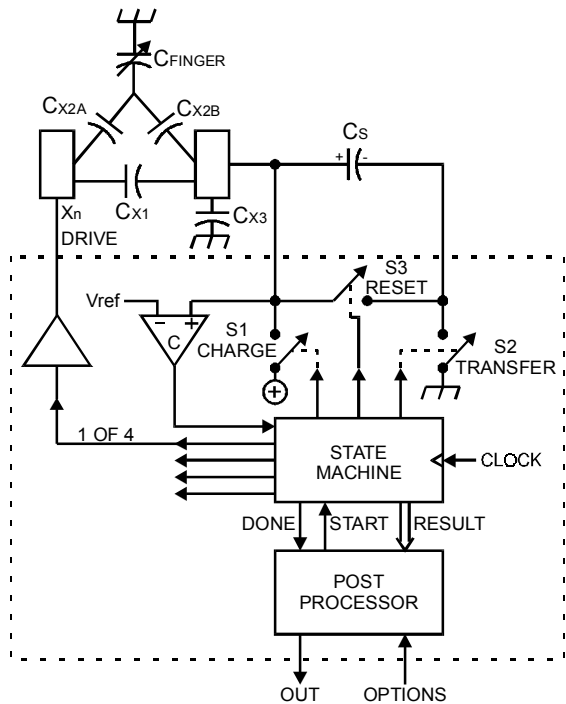 CFINGER
CX2A
CX2B
CS
+ -
CX1
Xn
CX3
DRIVE
S3
RESET
Vref
- +
S1
CHARGE
C
S2
TRANSFER
+
1 OF 4
STATE
MACHINE
CLOCK
DONE
START
RESULT
POST
PROCESSOR
OUT
OPTIONS